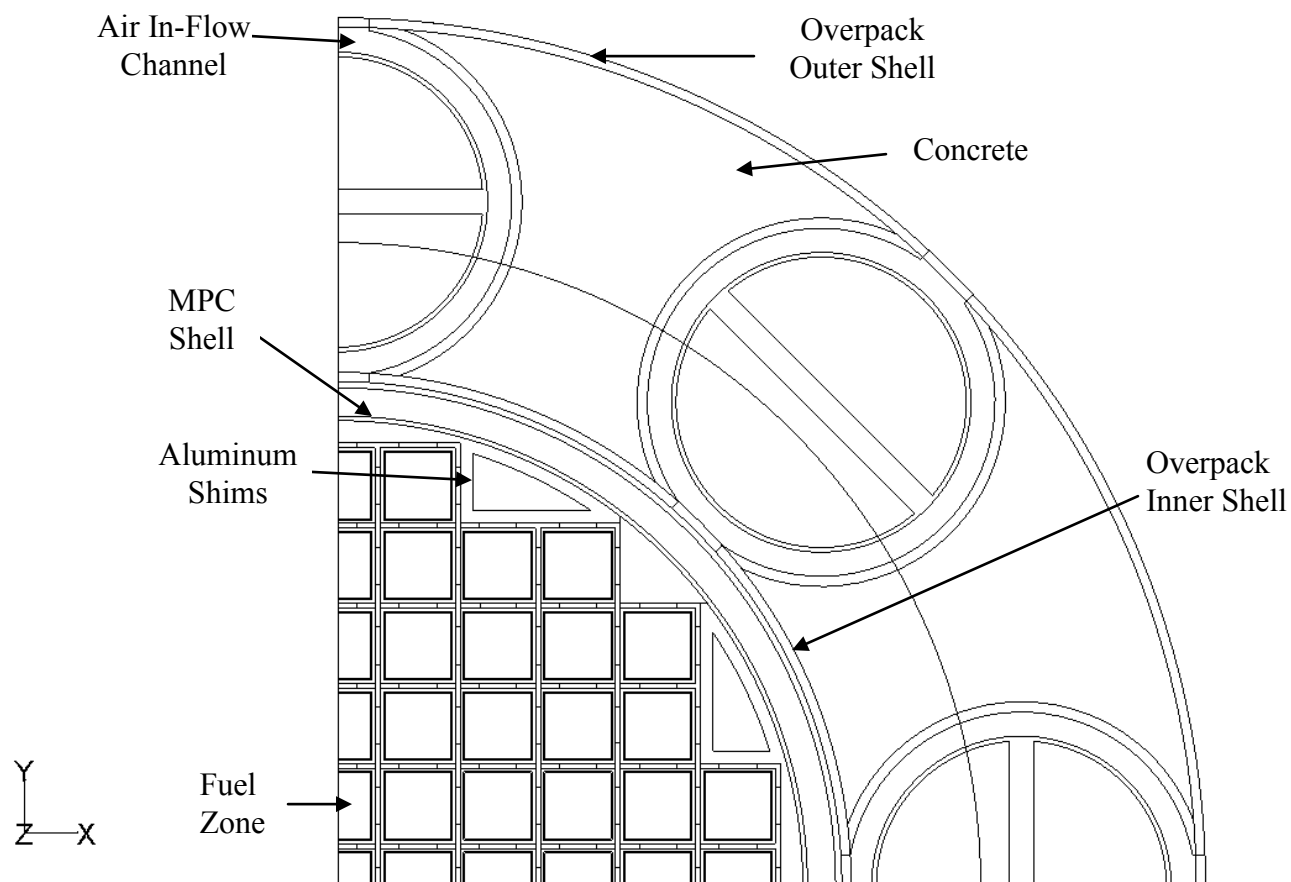 Air In-Flow
Channel
Overpack
Outer Shell
Concrete
MPC
Shell
Aluminum
Shims
Overpack
Inner Shell
Fuel
Zone
Y
Z X